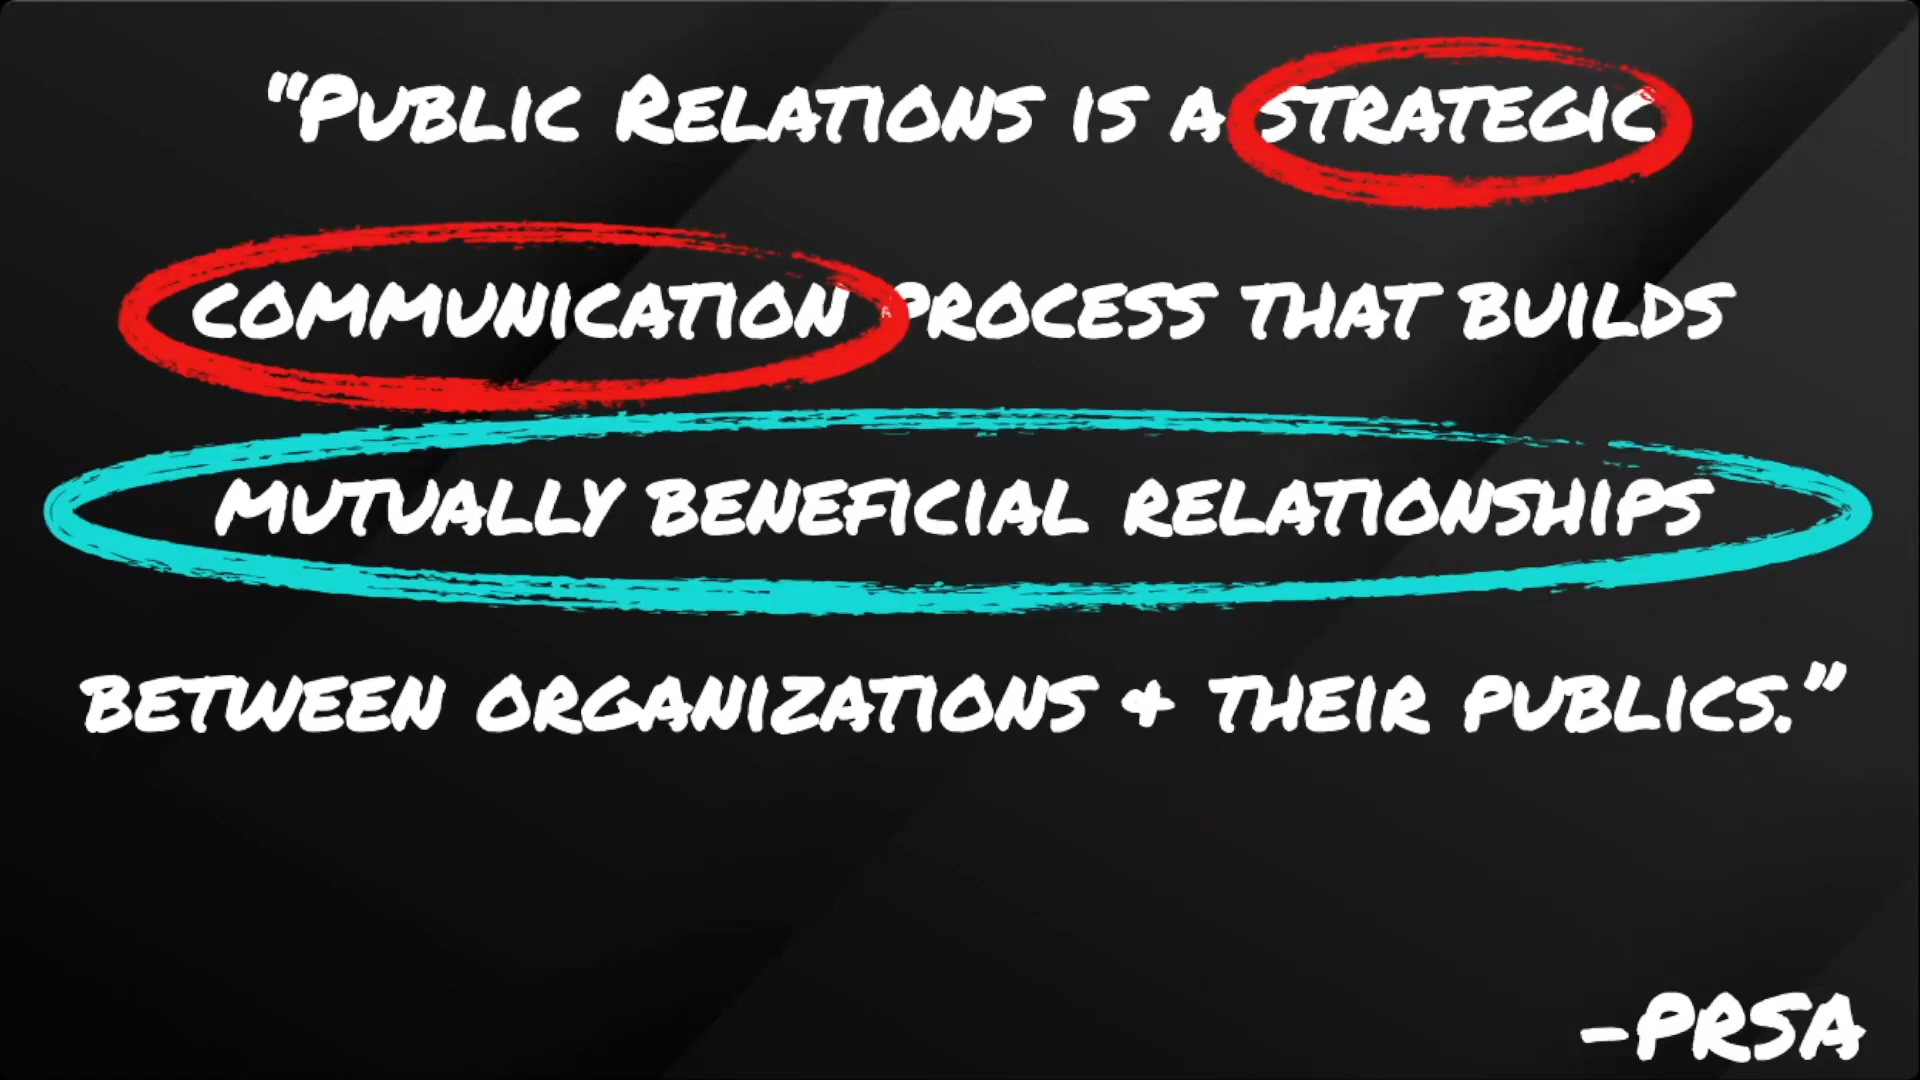 “Public Relations is a strategic
communication process that builds
mutually beneficial relationships
between organizations & their publics.”
-PRSA